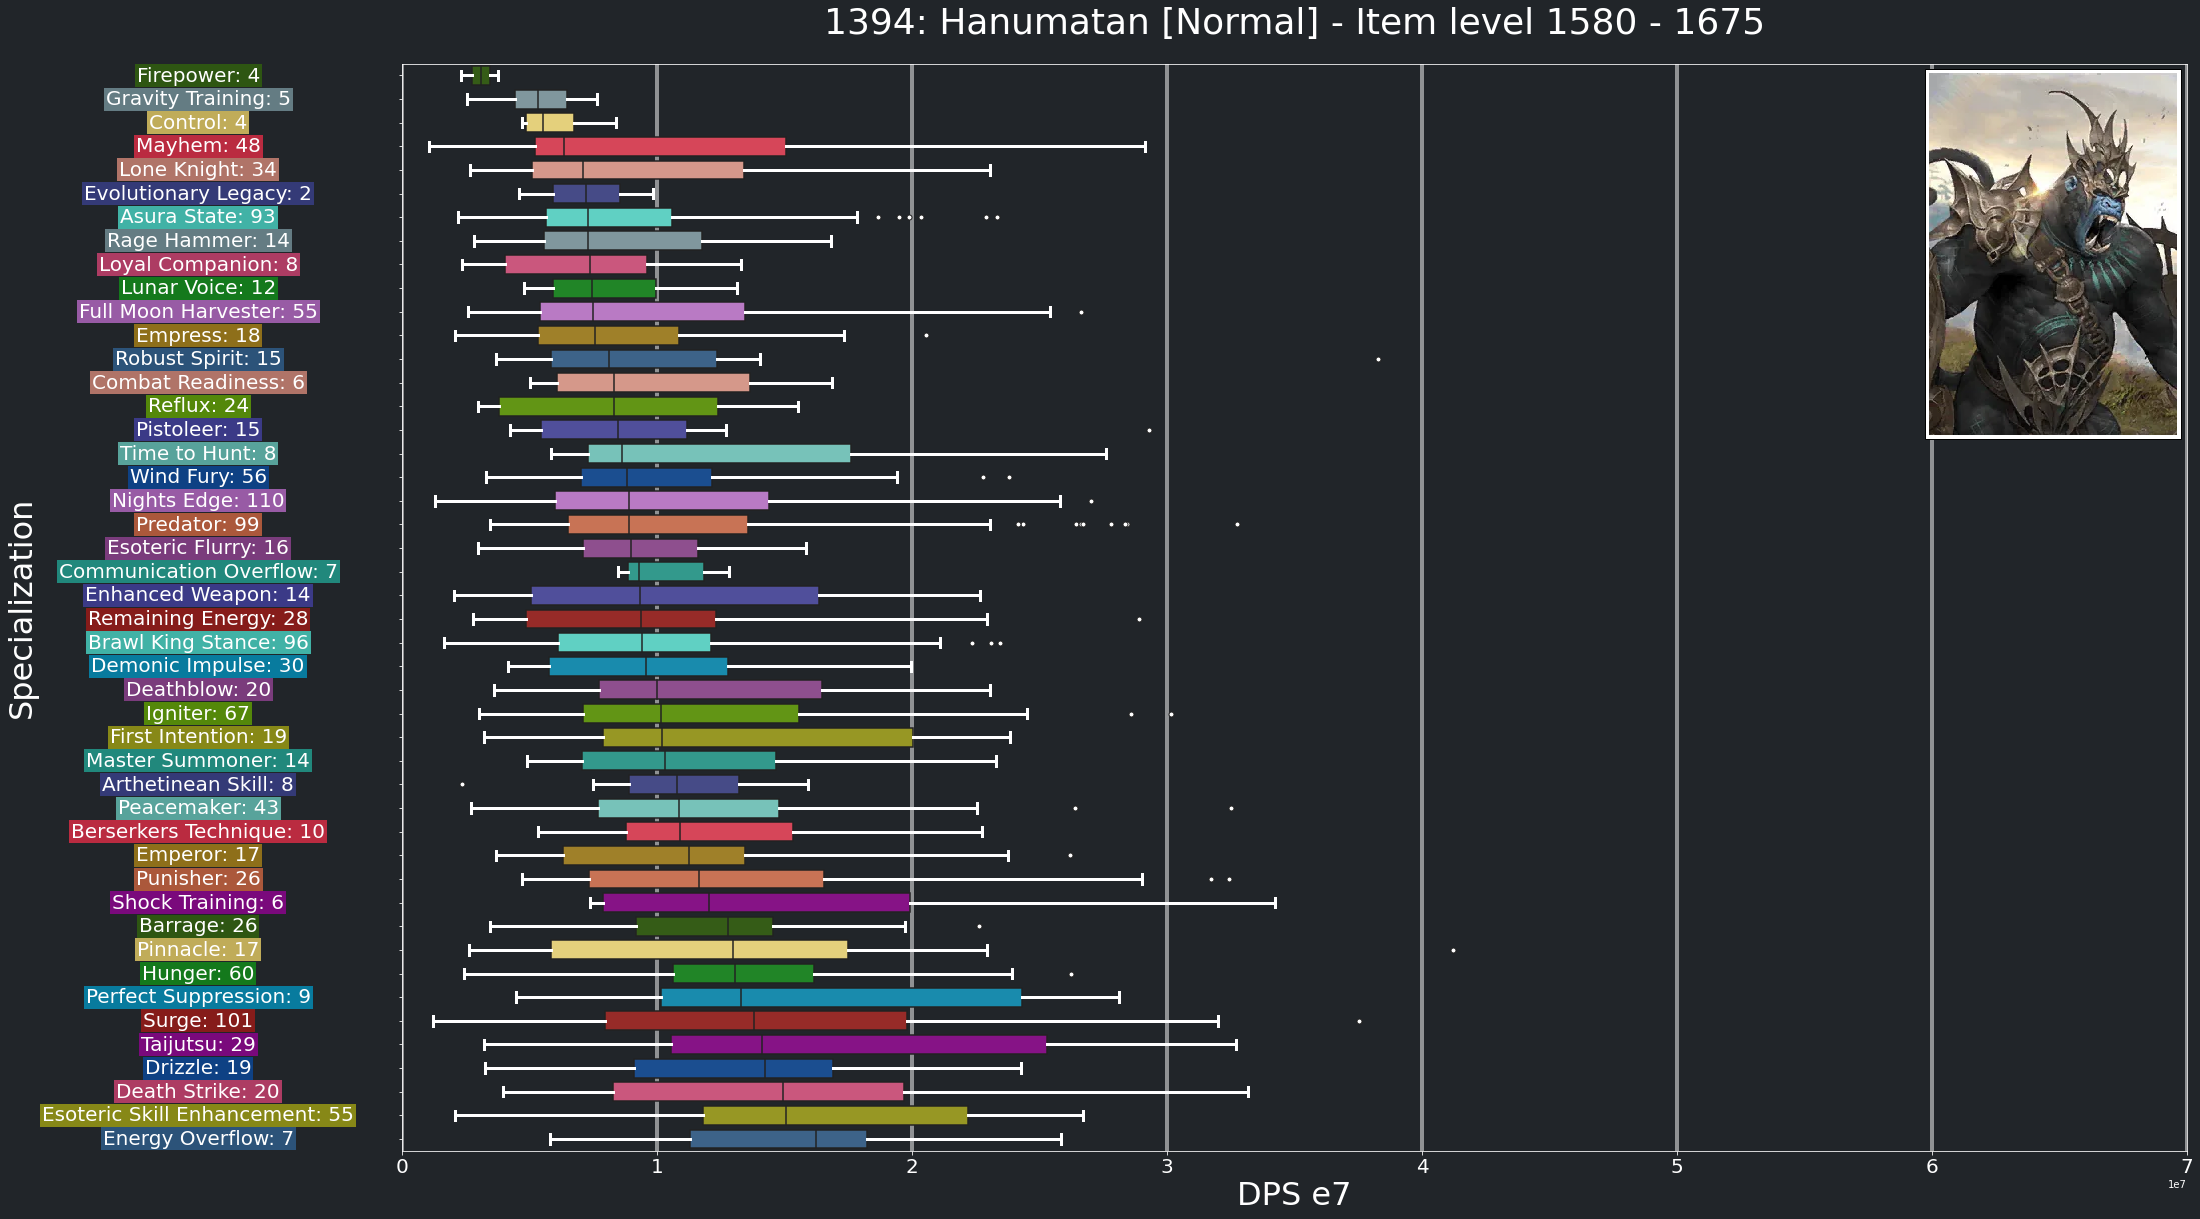 1394: Hanumatan [Normal] - Item level 1580 - 1675
Specialization
Firepower: 4
Gravity Training: 5
Control: 4
Mayhem: 48
Lone Knight: 34
Evolutionary Legacy: 2
Asura State: 93
Rage Hammer: 14
Loyal Companion: 8
Lunar Voice: 12
Full Moon Harvester: 55
Empress: 18
Robust Spirit: 15
Combat Readiness: 6
Reflux: 24
Pistoleer: 15
Time to Hunt: 8
Wind Fury: 56
Nights Edge: 110
Predator: 99
Esoteric Flurry: 16
Communication Overflow: 7
Enhanced Weapon: 14
Remaining Energy: 28
Brawl King Stance: 96
Demonic Impulse: 30
Deathblow: 20
Igniter: 67
First Intention: 19
Master Summoner: 14
Arthetinean Skill: 8
Peacemaker: 43
Berserkers Technique: 10
Emperor: 17
Punisher: 26
Shock Training: 6
Barrage: 26
Pinnacle: 17
Hunger: 60
Perfect Suppression: 9
Surge: 101
Taijutsu: 29
Drizzle: 19
Death Strike: 20
Esoteric Skill Enhancement: 55
Energy Overflow: 7
0 1 2 3 4 5 6 7
1e7
DPS e7